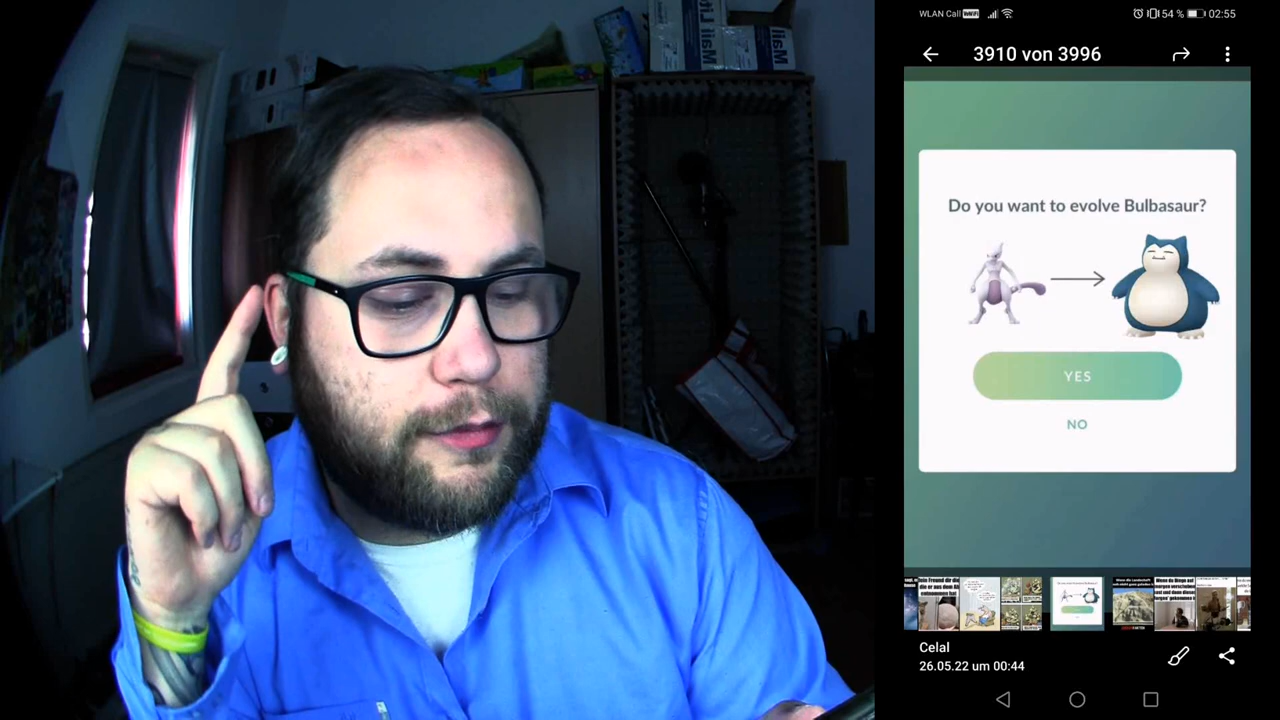 WLAN Call VoWiFi
54 %
02:55
3910 von 3996
Do you want to evolve Bulbasaur?
YES
NO
Celal
26.05.22 um 00:44